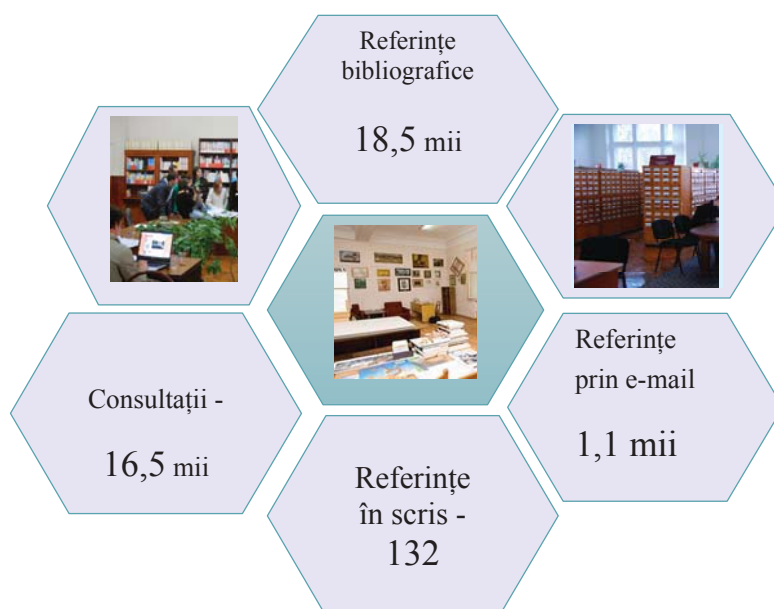 Referințe
bibliografice
18,5 mii
Referințe
prin e-mail
1,1 mii
Consultații -
16,5 mii
Referințe
în scris -
132